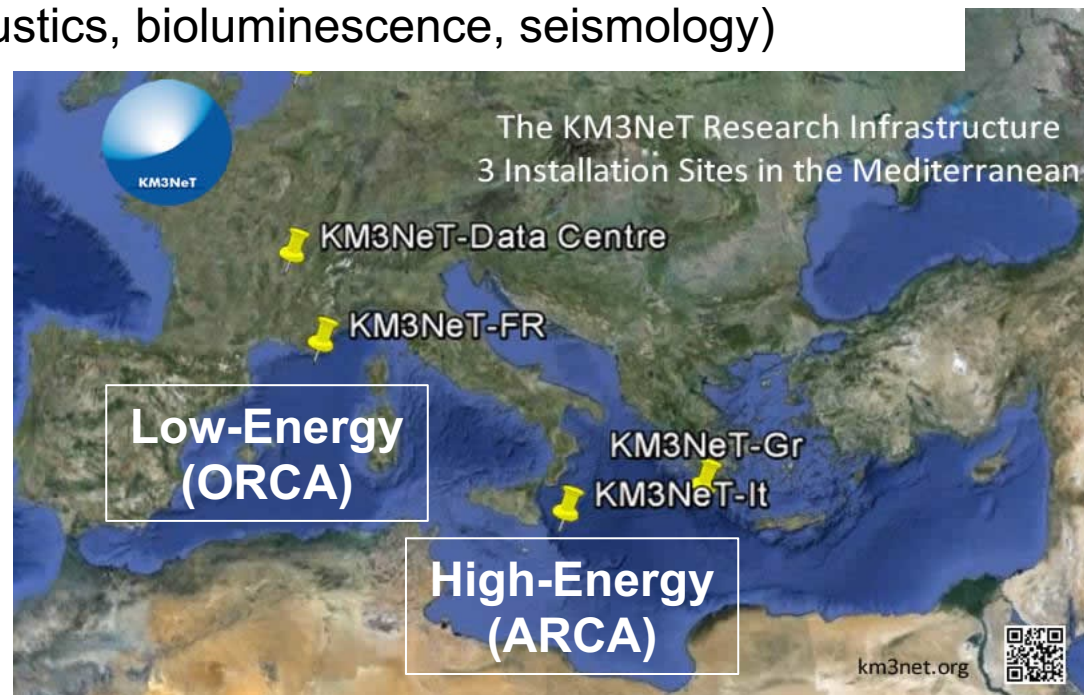 ustics, bioluminescence, seismology)
KM3NeT
The KM3NeT Research Infrastructure
3 Installation Sites in the Mediterranean
KM3NeT-Data Centre
KM3NeT-FR
Low-Energy
(ORCA)
KM3NeT-Gr
KM3NeT-It
High-Energy
(ARCA)
km3net.org